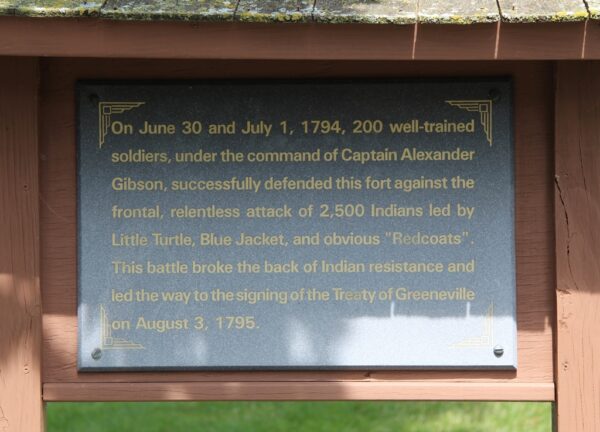 On June 30 and July 1, 1794, 200 well-trained
soldiers, under the command of Captain Alexander
Gibson, successfully defended this fort against the
frontal, relentless attack of 2,500 Indians led by
Little Turtle, Blue Jacket, and obvious "Redcoats".
This battle broke the back of Indian resistance and
led the way to the signing of the Treaty of Greeneville
on August 3, 1795.